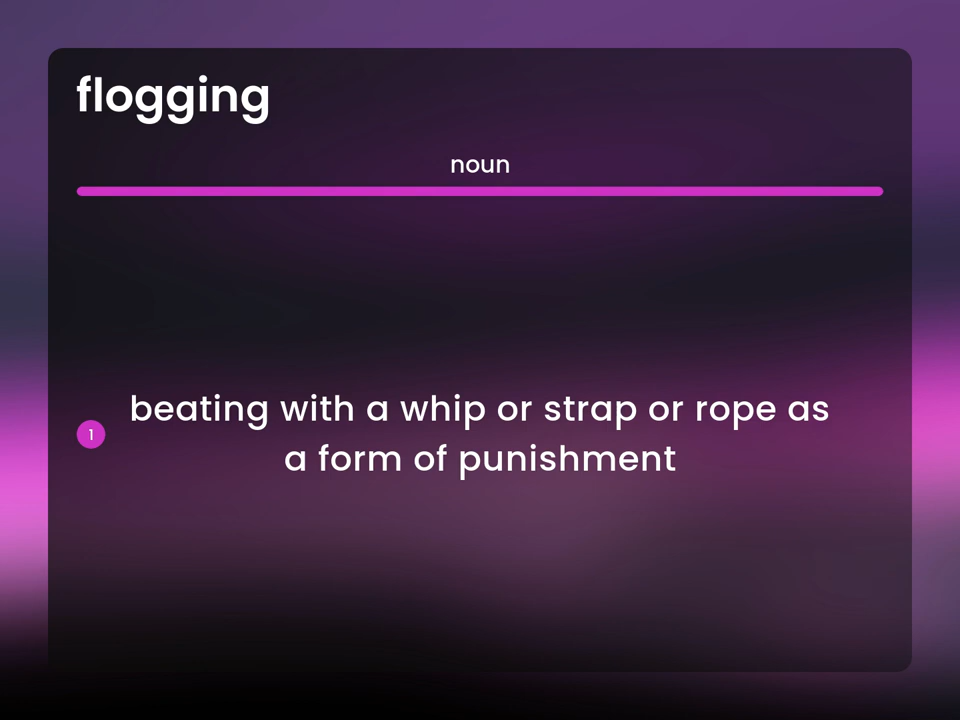 flogging
noun
1
beating with a whip or strap or rope as
a form of punishment